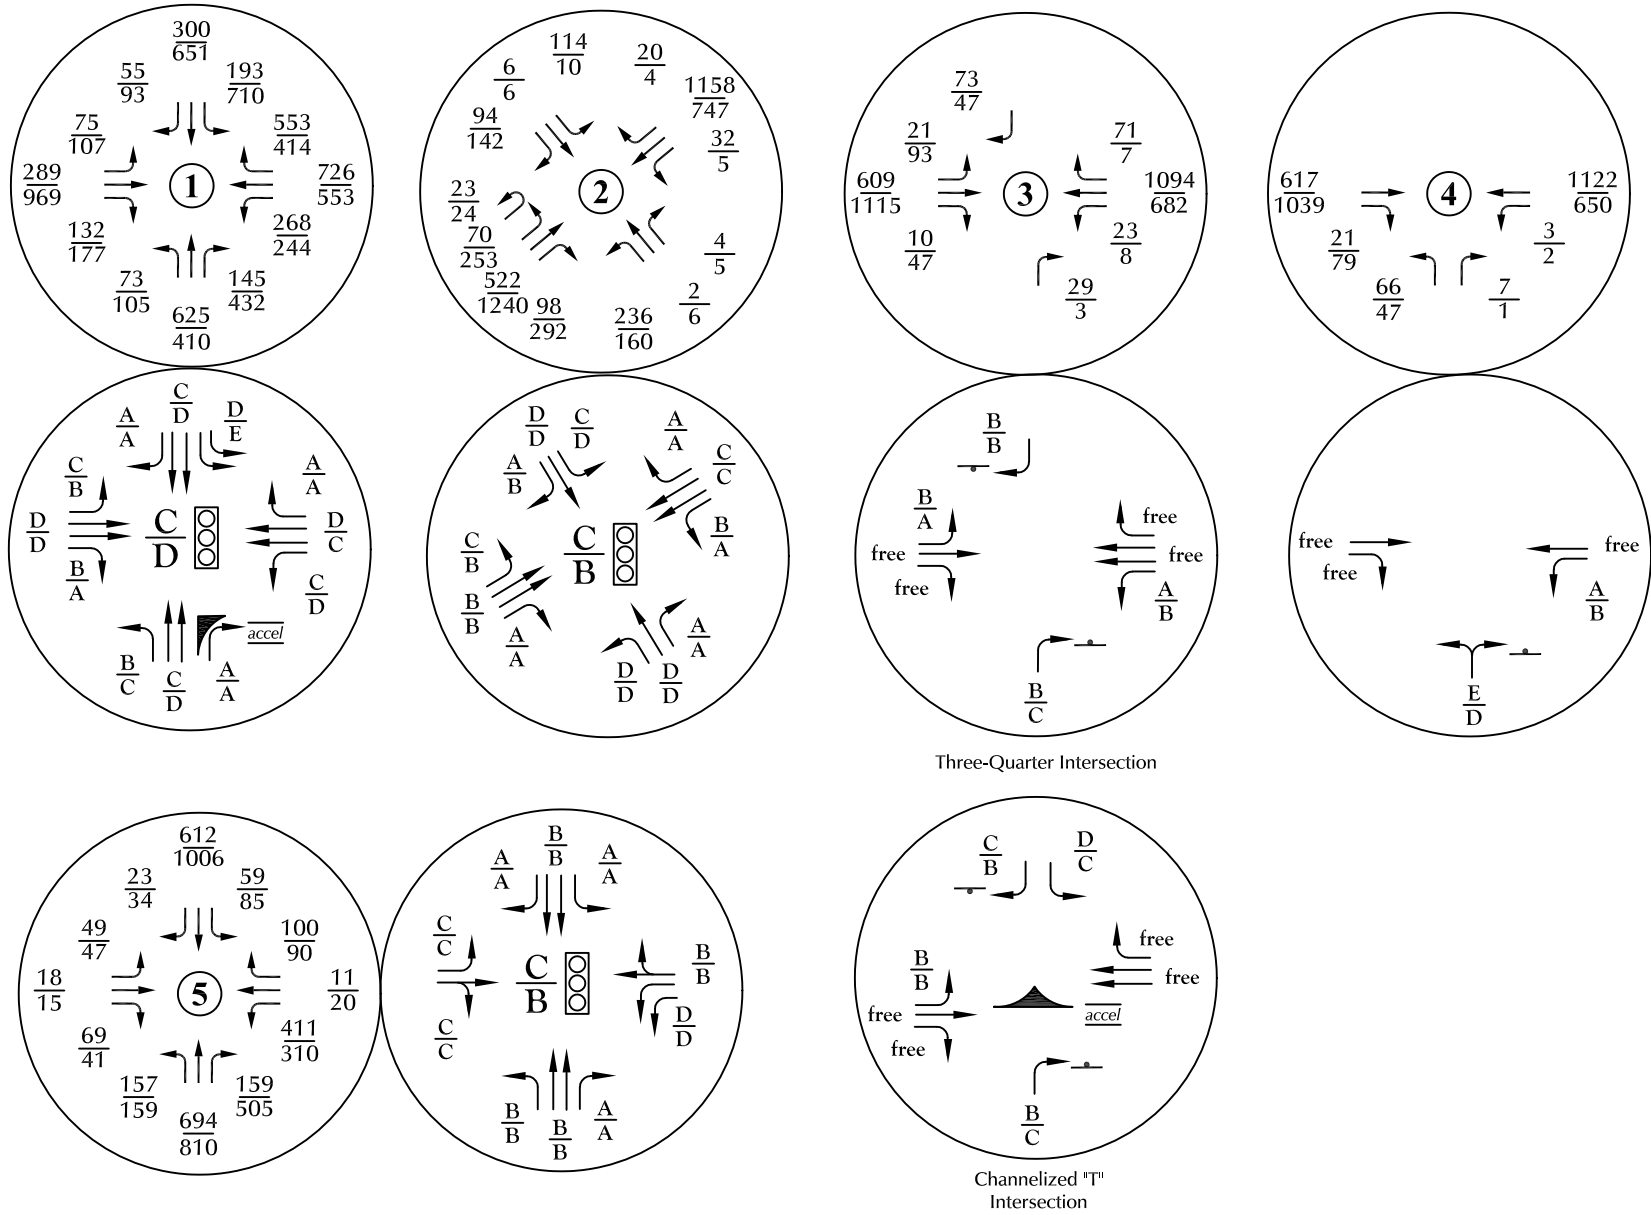 300
651
55
93
193
710
75
107
553
414
289
969
1
726
553
132
177
268
244
73
105
145
432
625
410
114
10
20
4
6
6
1158
747
94
142
32
5
2
23
24
70
253
4
5
522
1240
98
292
236
160
2
6
73
47
21
93
71
7
609
1115
3
1094
682
10
47
23
8
29
3
617
1039
4
1122
650
21
79
3
2
66
47
7
1
C
D
A
A
D
E
C
B
A
A
D
D
C
D
D
C
B
A
C
D
accel
B
C
C
D
A
A
D
D
C
D
A
A
A
B
C
C
C
B
C
B
B
A
B
B
A
A
A
A
D
D
D
D
B
B
B
A
free
free
free
free
free
A
B
B
C
Three-Quarter Intersection
free
free
free
A
B
E
D
612
1006
23
34
59
85
49
47
100
90
18
15
5
11
20
69
41
411
310
157
159
159
505
694
810
B
B
A
A
A
A
C
C
C
B
B
B
C
C
D
D
B
B
B
B
A
A
C
B
D
C
B
B
free
free
free
free
accel
B
C
Channelized "T"
Intersection